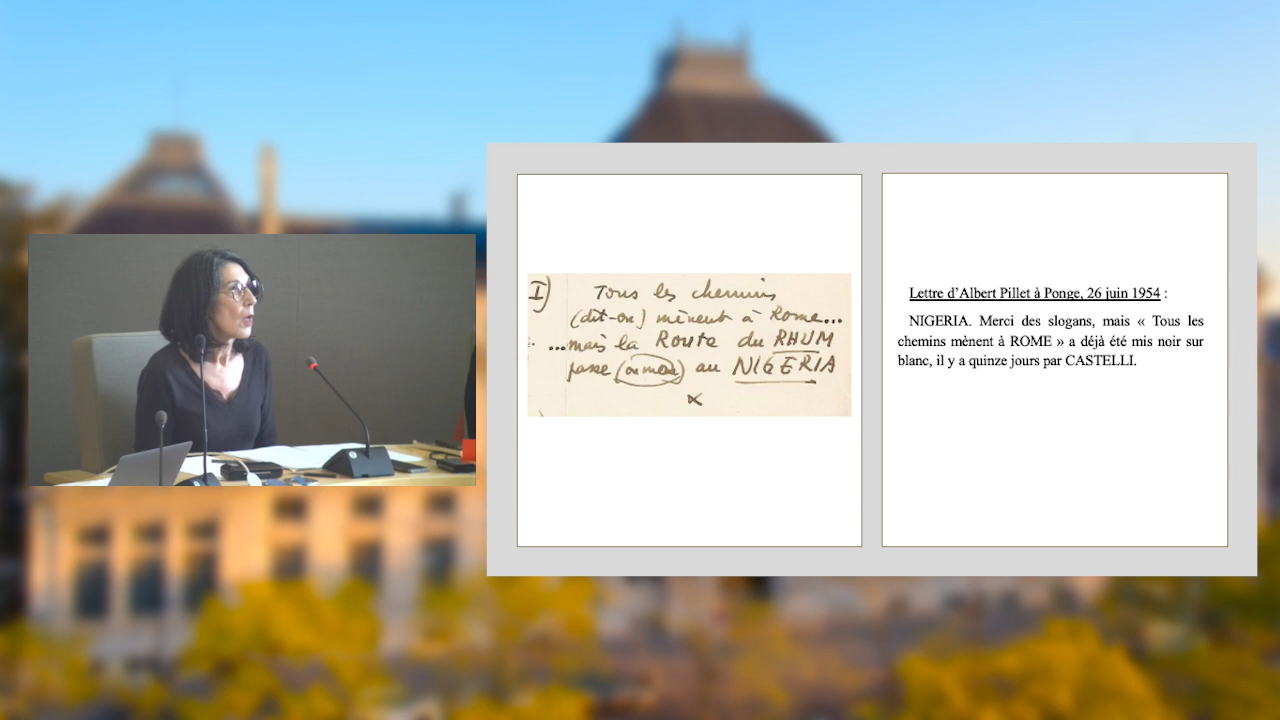 I) Tous les chemins
(dit-on) mènent à Rome...
...mais la Route du RHUM
passe (      ) au NIGERIA
Lettre d’Albert Pillet à Ponge, 26 juin 1954 :
NIGERIA. Merci des slogans, mais « Tous les
chemins mènent à ROME » a déjà été mis noir sur
blanc, il y a quinze jours par CASTELLI.